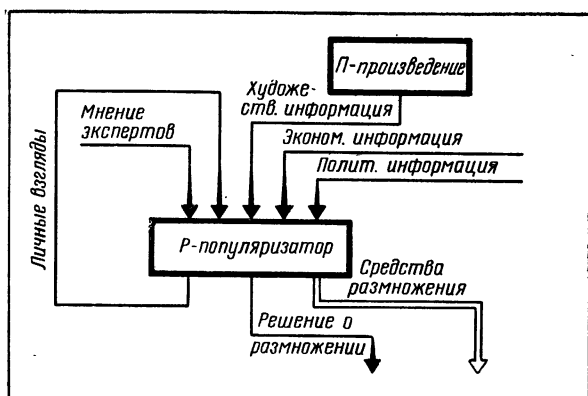 П-произведение
Художе-
ств. информация
Мнение
экспертов
Эконом. информация
Полит. информация
Личные взгляды
Р-популяризатор
Средства
размножения
Решение о
размножении